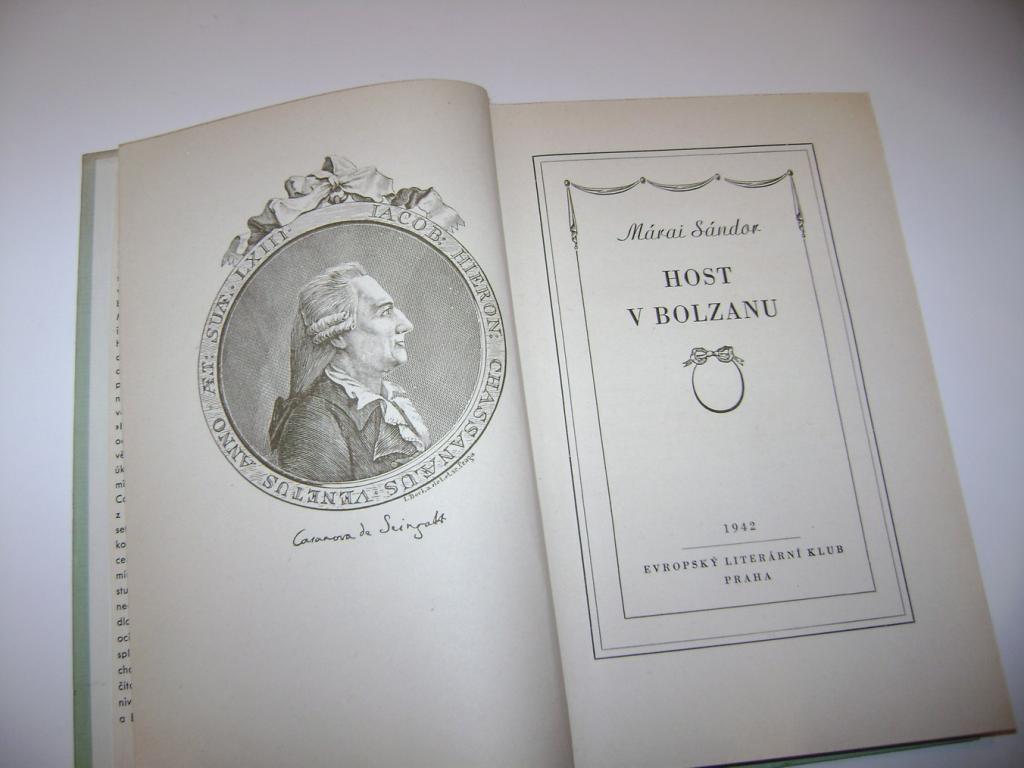 IACOB: HIERON: CHASSANÆUS VENETUS ANNO ÆT: SUÆ. LXIII
Casanova de Seingalt
Márai Sándor
HOST
V BOLZANU
1942
EVROPSKÝ LITERÁRNÍ KLUB
PRAHA